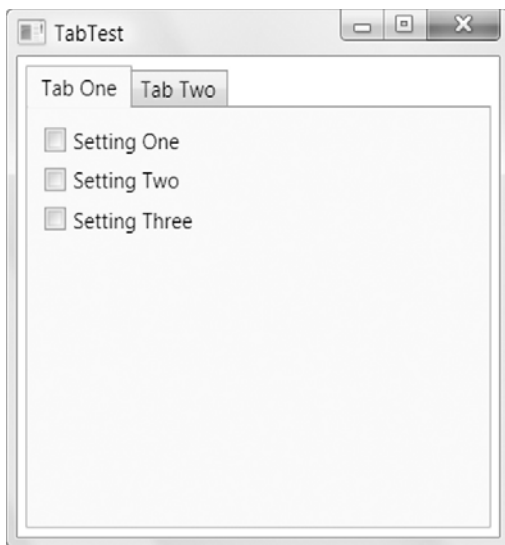 TabTest
Tab One Tab Two
Setting One
Setting Two
Setting Three